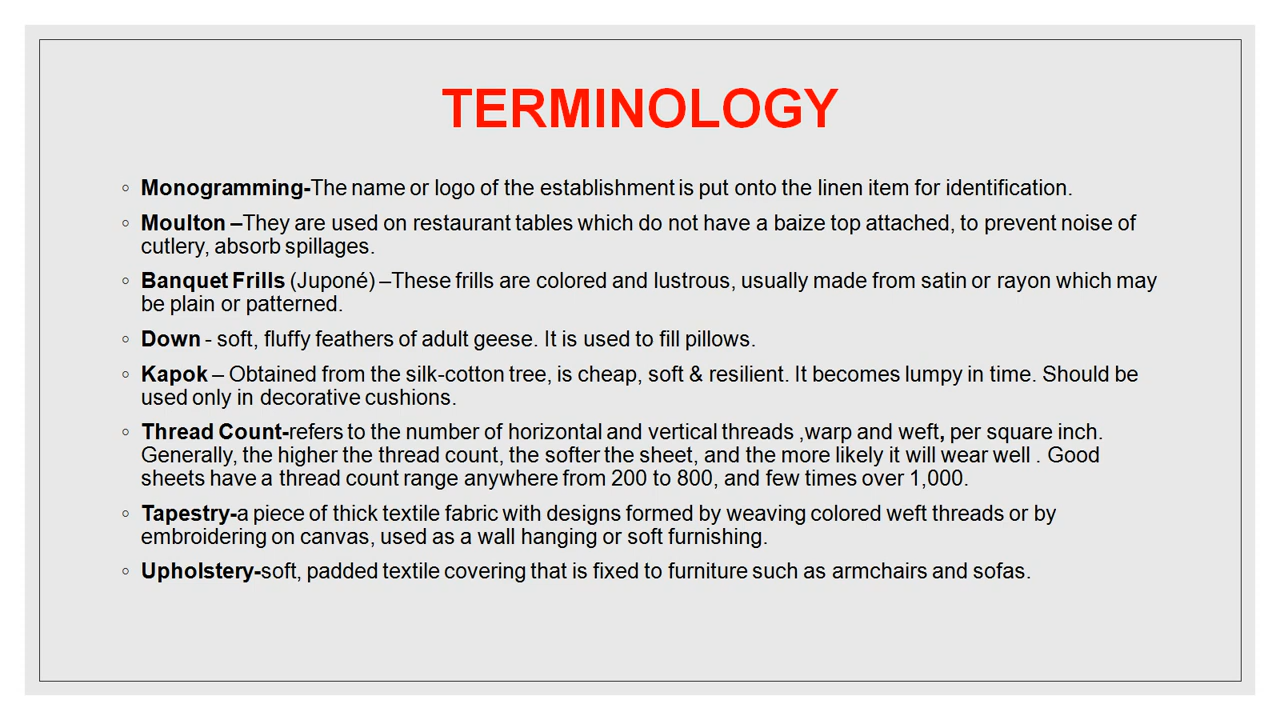 TERMINOLOGY
◦ Monogramming-The name or logo of the establishment is put onto the linen item for identification.
◦ Moulton –They are used on restaurant tables which do not have a baize top attached, to prevent noise of
cutlery, absorb spillages.
◦ Banquet Frills (Juponé) –These frills are colored and lustrous, usually made from satin or rayon which may
be plain or patterned.
◦ Down - soft, fluffy feathers of adult geese. It is used to fill pillows.
◦ Kapok – Obtained from the silk-cotton tree, is cheap, soft & resilient. It becomes lumpy in time. Should be
used only in decorative cushions.
◦ Thread Count-refers to the number of horizontal and vertical threads ,warp and weft, per square inch.
Generally, the higher the thread count, the softer the sheet, and the more likely it will wear well . Good
sheets have a thread count range anywhere from 200 to 800, and few times over 1,000.
◦ Tapestry-a piece of thick textile fabric with designs formed by weaving colored weft threads or by
embroidering on canvas, used as a wall hanging or soft furnishing.
◦ Upholstery-soft, padded textile covering that is fixed to furniture such as armchairs and sofas.